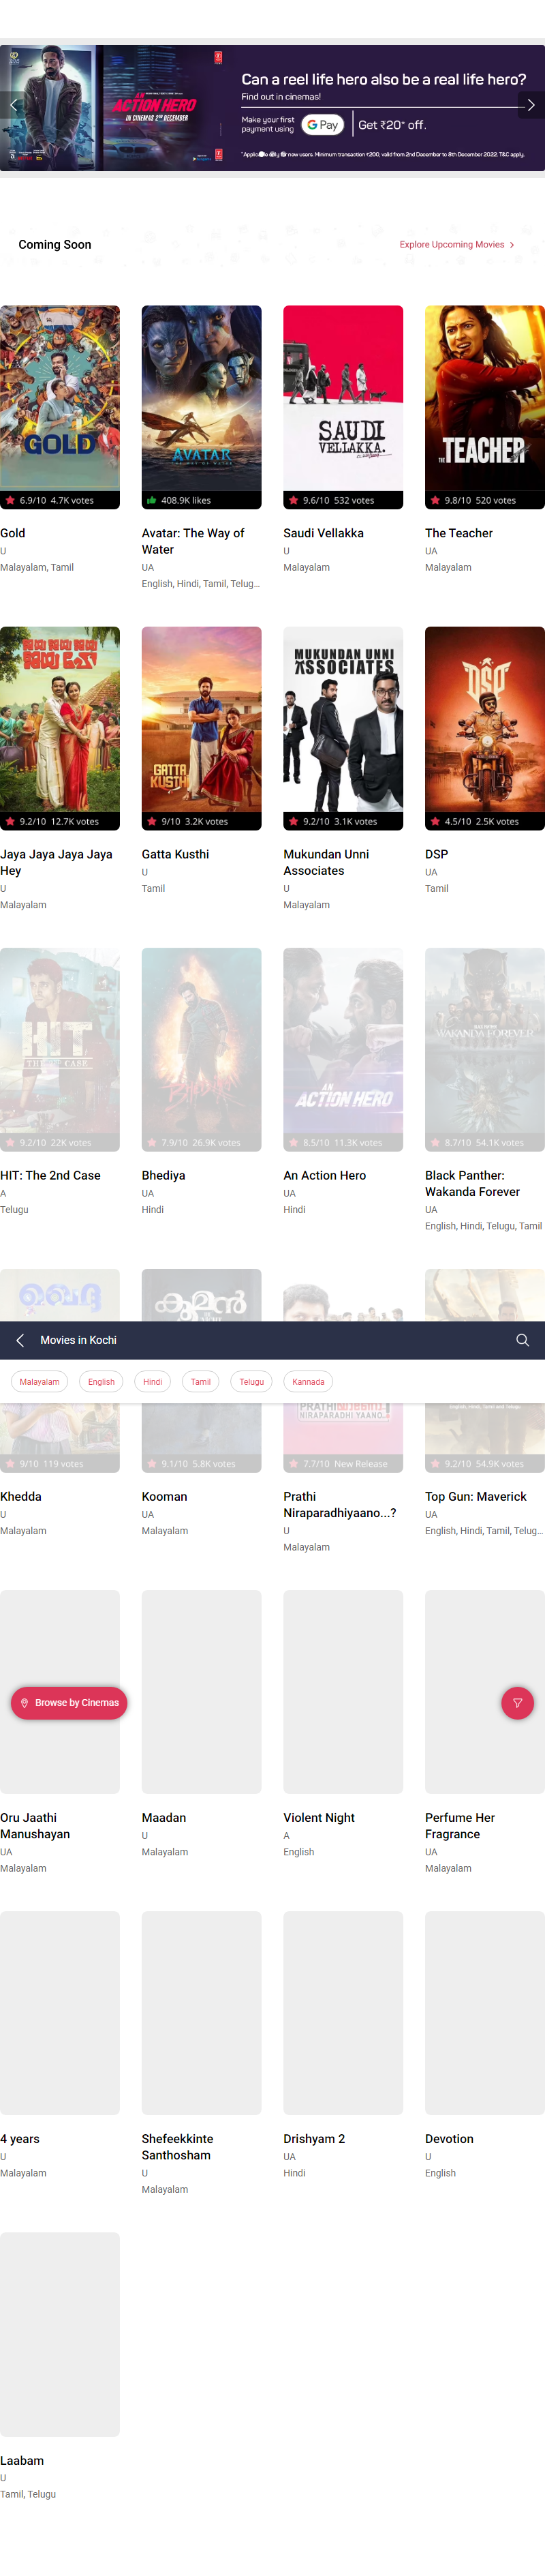 AN
ACTION HERO
IN CINEMAS 2ND DECEMBER
Can a reel life hero also be a real life hero?
Find out in cinemas!
Make your first
payment using
G Pay
Get ₹20* off.
*Applicable only for new users. Minimum transaction ₹200, valid from 2nd December to 8th December 2022. T&C apply.
Coming Soon
Explore Upcoming Movies >
GOLD
AVATAR
THE WAY OF WATER
SAUDI
VELLAKKA.
THE TEACHER
6.9/10 4.7K votes
408.9K likes
9.6/10 532 votes
9.8/10 520 votes
Gold
U
Malayalam, Tamil
Avatar: The Way of
Water
UA
English, Hindi, Tamil, Telug...
Saudi Vellakka
U
Malayalam
The Teacher
UA
Malayalam
ജയ ജയ ജയ
ജയ ഹേ
GATTA
KUSTHI
MUKUNDAN UNNI
ASSOCIATES
DSP
9.2/10 12.7K votes
9/10 3.2K votes
9.2/10 3.1K votes
4.5/10 2.5K votes
Jaya Jaya Jaya Jaya
Hey
U
Malayalam
Gatta Kusthi
U
Tamil
Mukundan Unni
Associates
U
Malayalam
DSP
UA
Tamil
HIT
THE 2ND CASE
AN
ACTION HERO
WAKANDA FOREVER
9.2/10 22K votes
7.9/10 26.9K votes
8.5/10 11.3K votes
8.7/10 54.1K votes
HIT: The 2nd Case
A
Telugu
Bhediya
UA
Hindi
An Action Hero
UA
Hindi
Black Panther:
Wakanda Forever
UA
English, Hindi, Telugu, Tamil
ഖെദ്ദ
കൂമൻ
Movies in Kochi
Malayalam
English
Hindi
Tamil
Telugu
Kannada
NIRAPARADHI YAANO..?
English, Hindi, Tamil and Telugu
9/10 119 votes
9.1/10 5.8K votes
7.7/10 New Release
9.2/10 54.9K votes
Khedda
U
Malayalam
Kooman
UA
Malayalam
Prathi
Niraparadhiyaano...?
U
Malayalam
Top Gun: Maverick
UA
English, Hindi, Tamil, Telug...
Browse by Cinemas
Oru Jaathi
Manushayan
UA
Malayalam
Maadan
U
Malayalam
Violent Night
A
English
Perfume Her
Fragrance
UA
Malayalam
4 years
U
Malayalam
Shefeekkinte
Santhosham
U
Malayalam
Drishyam 2
UA
Hindi
Devotion
U
English
Laabam
U
Tamil, Telugu